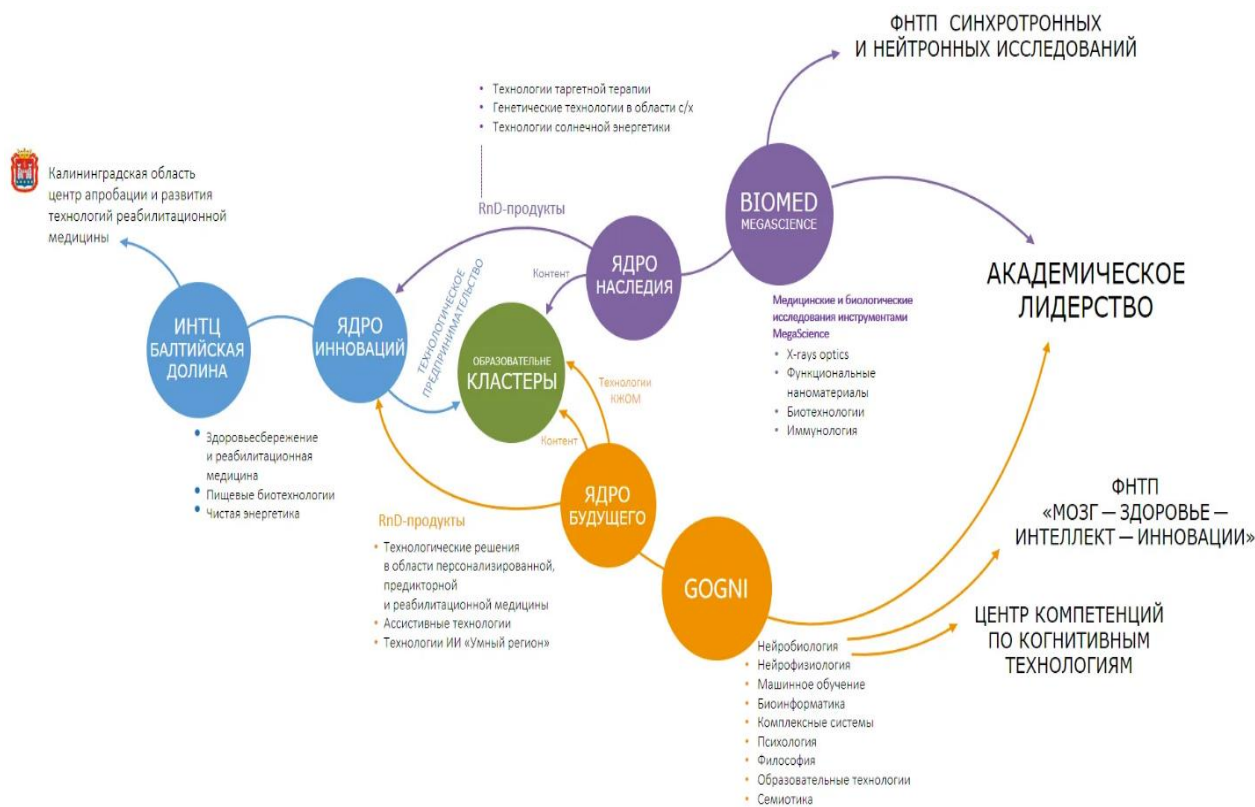 ФНТП СИНХРОТРОННЫХ
И НЕЙТРОННЫХ ИССЛЕДОВАНИЙ
• Технологии таргетной терапии
• Генетические технологии в области с/х
• Технологии солнечной энергетики
Калининградская область
центр апробации и развития
технологий реабилитационной
медицины
RnD-продукты
BIOMED
MEGASCIENCE
ЯДРО
НАСЛЕДИЯ
Контент
АКАДЕМИЧЕСКОЕ
ЛИДЕРСТВО
ИНТЦ
БАЛТИЙСКАЯ
ДОЛИНА
ЯДРО
ИННОВАЦИЙ
ТЕХНОЛОГИЧЕСКОЕ
ПРЕДПРИНИМАТЕЛЬСТВО
ОБРАЗОВАТЕЛЬНЕ
КЛАСТЕРЫ
Медицинские и биологические
исследования инструментами
MegaScience
• X-rays optics
• Функциональные
наноматериалы
• Биотехнологии
• Иммунология
Технологии
КЖОМ
Контент
• Здоровьесбережение
и реабилитационная
медицина
• Пищевые биотехнологии
• Чистая энергетика
ЯДРО
БУДУЩЕГО
RnD-продукты
• Технологические решения
в области персонализированной,
предикторной
и реабилитационной медицины
• Ассистивные технологии
• Технологии ИИ «Умный регион»
GOGNI
ФНТП
«МОЗГ — ЗДОРОВЬЕ —
ИНТЕЛЛЕКТ — ИННОВАЦИИ»
ЦЕНТР КОМПЕТЕНЦИЙ
ПО КОГНИТИВНЫМ
ТЕХНОЛОГИЯМ
Нейробиология
• Нейрофизиология
• Машинное обучение
• Биоинформатика
• Комплексные системы
• Психология
• Философия
• Образовательные технологии
• Семиотика